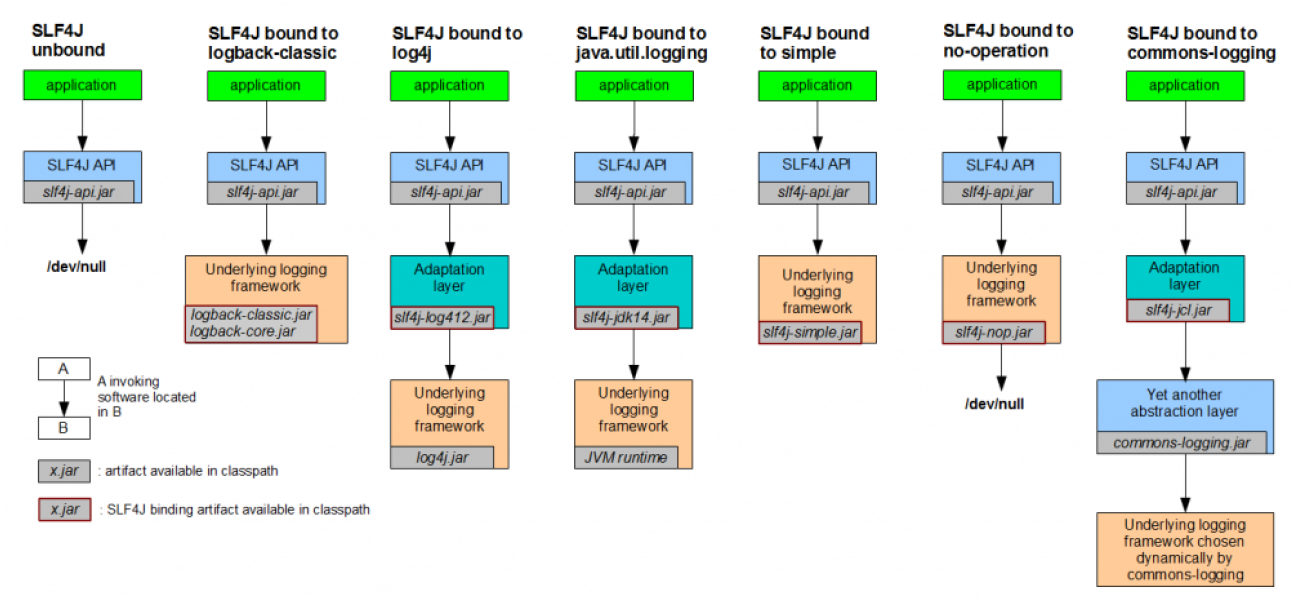 SLF4J
unbound
application
SLF4J API
slf4j-api.jar
/dev/null
SLF4J bound to
logback-classic
application
SLF4J API
slf4j-api.jar
Underlying logging
framework
logback-classic.jar
logback-core.jar
SLF4J bound to
log4j
application
SLF4J API
slf4j-api.jar
Adaptation
layer
slf4j-log412.jar
Underlying
logging
framework
log4j.jar
SLF4J bound to
java.util.logging
application
SLF4J API
slf4j-api.jar
Adaptation
layer
slf4j-jdk14.jar
Underlying
logging
framework
JVM runtime
SLF4J bound
to simple
application
SLF4J API
slf4j-api.jar
Underlying
logging
framework
slf4j-simple.jar
SLF4J bound to
no-operation
application
SLF4J API
slf4j-api.jar
Underlying
logging
framework
slf4j-nop.jar
/dev/null
SLF4J bound to
commons-logging
application
SLF4J API
slf4j-api.jar
Adaptation
layer
slf4j-jcl.jar
Yet another
abstraction layer
commons-logging.jar
Underlying logging
framework chosen
dynamically by
commons-logging
A
B
A invoking
software located
in B
x.jar : artifact available in classpath
x.jar : SLF4J binding artifact available in classpath